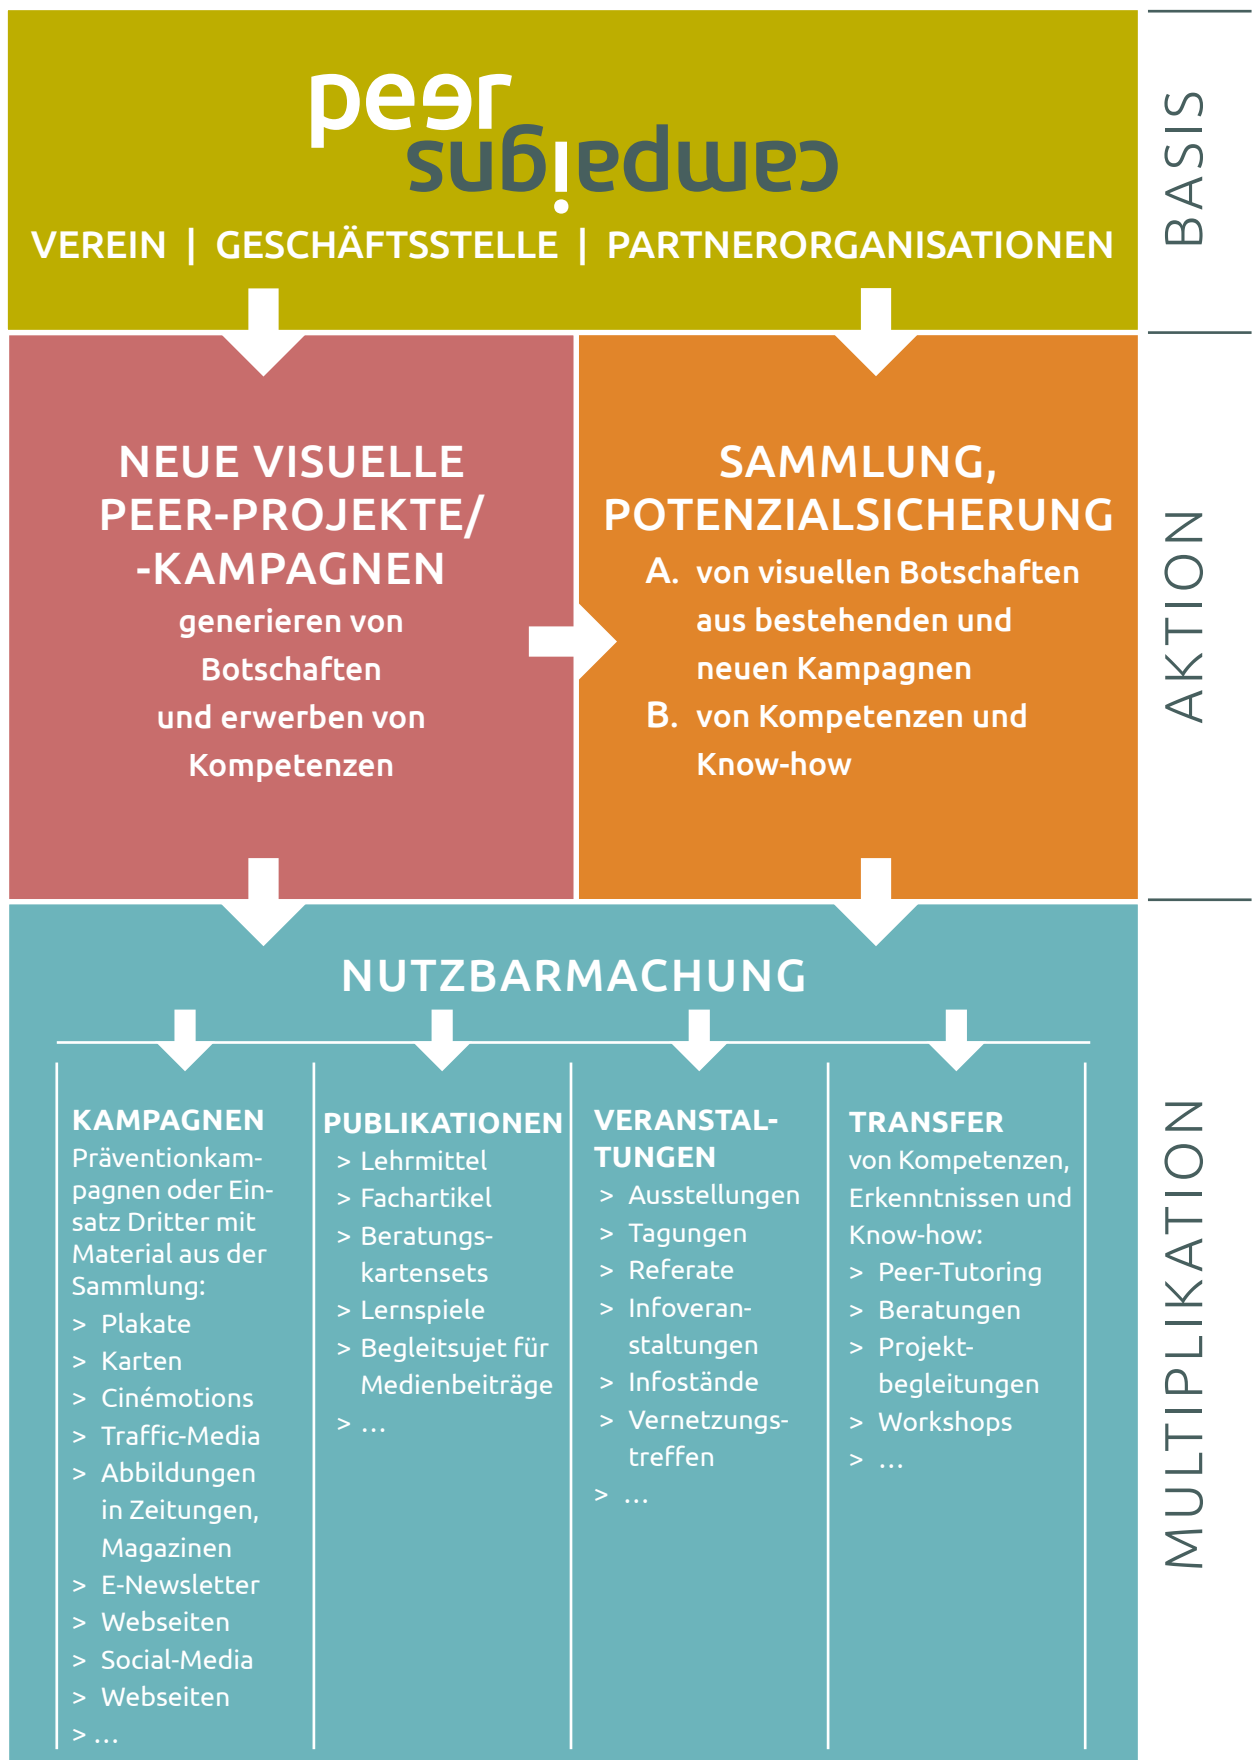 peer
campaigns
VEREIN | GESCHÄFTSSTELLE | PARTNERORGANISATIONEN
BASIS
NEUE VISUELLE
PEER-PROJEKTE/
-KAMPAGNEN
generieren von
Botschaften
und erwerben von
Kompetenzen
SAMMLUNG,
POTENZIALSICHERUNG
A. von visuellen Botschaften
aus bestehenden und
neuen Kampagnen
B. von Kompetenzen und
Know-how
AKTION
NUTZBARMACHUNG
KAMPAGNEN
Präventionkam-
pagnen oder Ein-
satz Dritter mit
Material aus der
Sammlung:
> Plakate
> Karten
> Cinémotions
> Traffic-Media
> Abbildungen
in Zeitungen,
Magazinen
> E-Newsletter
> Webseiten
> Social-Media
> Webseiten
> …
PUBLIKATIONEN
> Lehrmittel
> Fachartikel
> Beratungs-
kartensets
> Lernspiele
> Begleitsujet für
Medienbeiträge
> …
VERANSTAL-
TUNGEN
> Ausstellungen
> Tagungen
> Referate
> Infoveran-
staltungen
> Infostände
> Vernetzungs-
treffen
> …
TRANSFER
von Kompetenzen,
Erkenntnissen und
Know-how:
> Peer-Tutoring
> Beratungen
> Projekt-
begleitungen
> Workshops
> …
MULTIPLIKATION